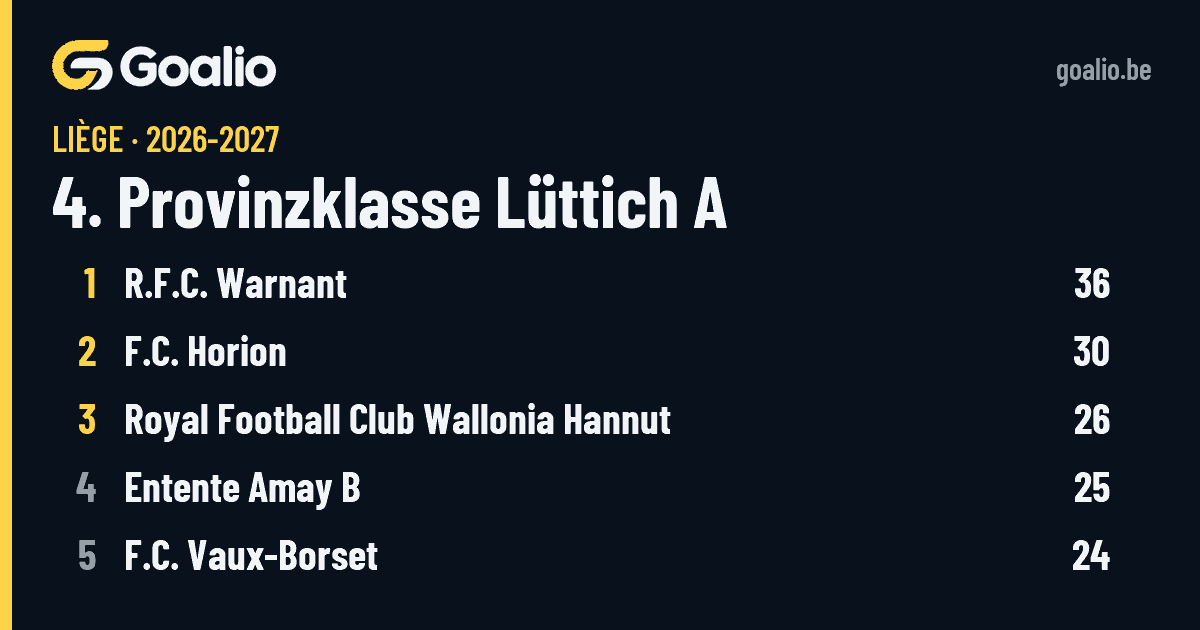 Goalio
goalio.be
LIÈGE · 2026-2027
4. Provinzklasse Lüttich A
1 R.F.C. Warnant 36
2 F.C. Horion 30
3 Royal Football Club Wallonia Hannut 26
4 Entente Amay B 25
5 F.C. Vaux-Borset 24